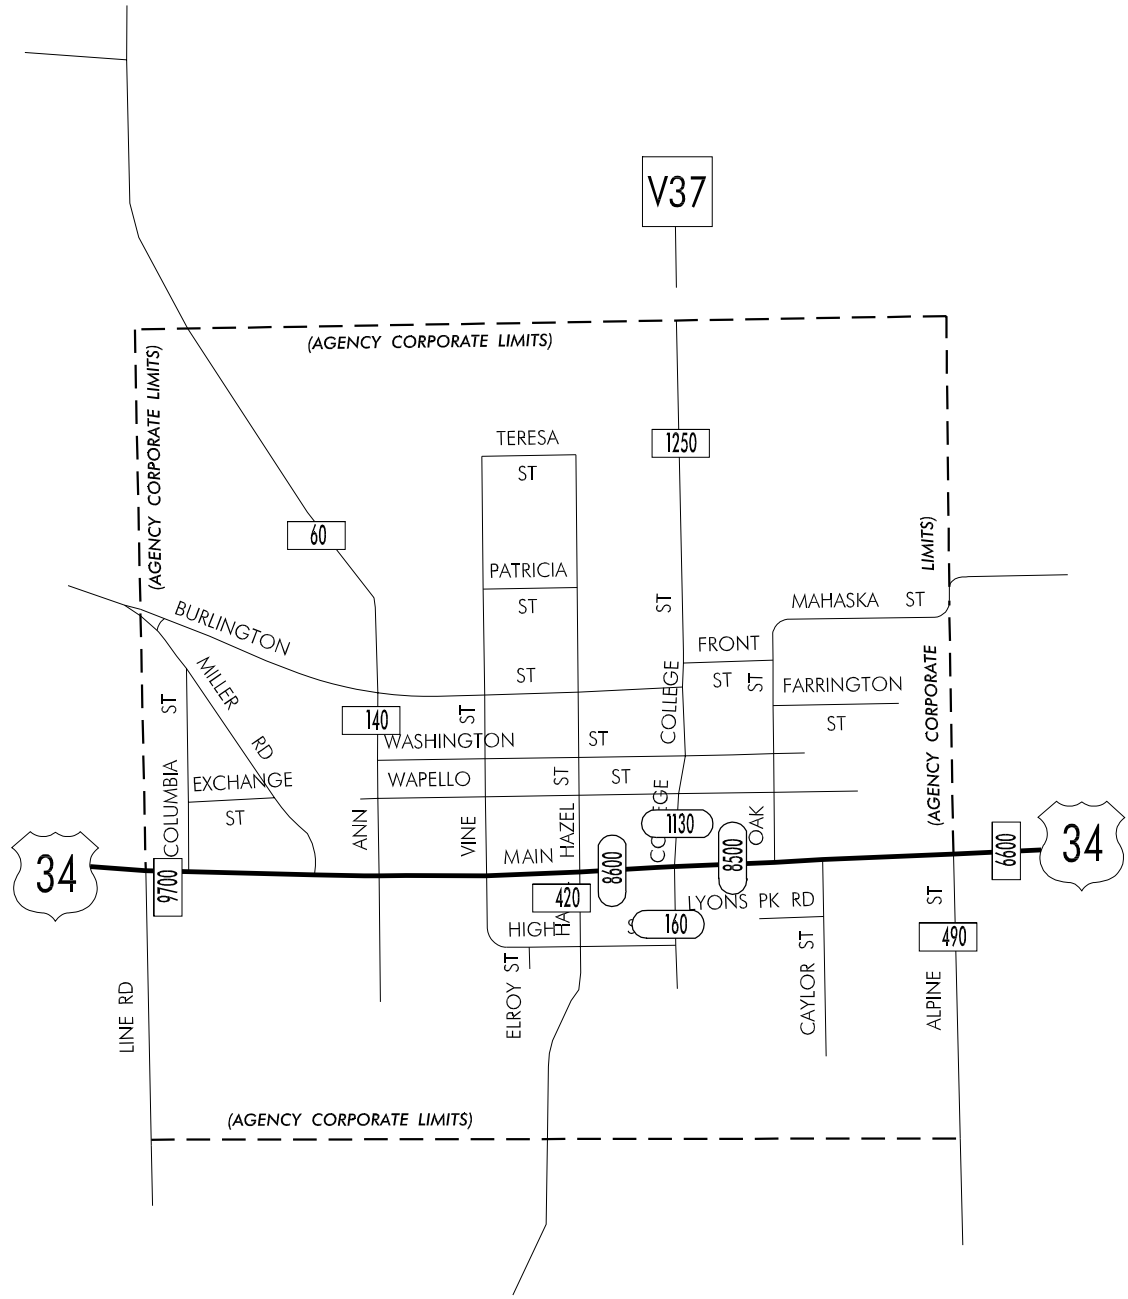 V37
(AGENCY CORPORATE LIMITS)
(AGENCY CORPORATE LIMITS)
1250
TERESA
ST
60
LIMITS)
(AGENCY CORPORATE
PATRICIA
ST
ST
MAHASKA ST
BURLINGTON
ST
FRONT
ST
ST
COLLEGE
MILLER
RD
FARRINGTON
ST
ST
COLUMBIA
140
ST
VINE
WASHINGTON ST
WAPELLO ST
ST
HAZEL
EXCHANGE
ST
ANN
1130
OAK
MAIN
34
9700
8600
8500
6600
34
420
LYONS PK RD
HIGH
160
ST
ALPINE
490
ELROY ST
CAYLOR ST
LINE RD
(AGENCY CORPORATE LIMITS)